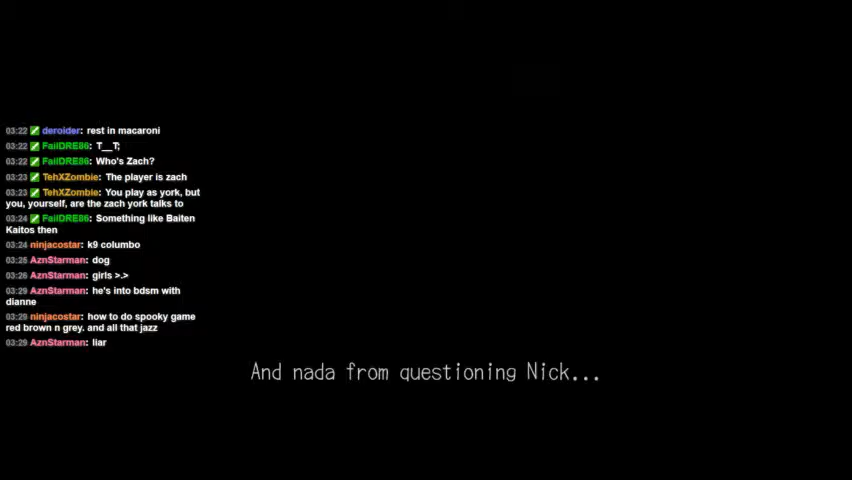 03:22 deroider: rest in macaroni
03:22 FailDRE86: T__T;
03:22 FailDRE86: Who's Zach?
03:23 TehXZombie: The player is zach
03:23 TehXZombie: You play as york, but
you, yourself, are the zach york talks to
03:24 FailDRE86: Something like Baiten
Kaitos then
03:24 ninjacostar: k9 columbo
03:25 AznStarman: dog
03:26 AznStarman: girls >.>
03:29 AznStarman: he's into bdsm with
dianne
03:29 ninjacostar: how to do spooky game
red brown n grey. and all that jazz
03:29 AznStarman: liar
And nada from questioning Nick...